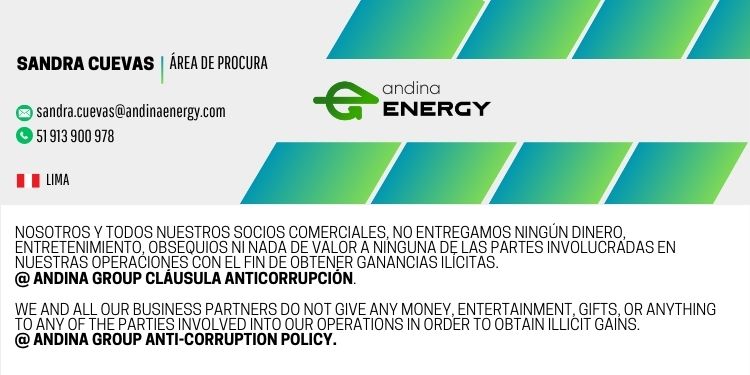 SANDRA CUEVAS | ÁREA DE PROCURA
sandra.cuevas@andinaenergy.com
51 913 900 978
LIMA
andina
ENERGY
NOSOTROS Y TODOS NUESTROS SOCIOS COMERCIALES, NO ENTREGAMOS NINGÚN DINERO,
ENTRETENIMIENTO, OBSEQUIOS NI NADA DE VALOR A NINGUNA DE LAS PARTES INVOLUCRADAS EN
NUESTRAS OPERACIONES CON EL FIN DE OBTENER GANANCIAS ILÍCITAS.
@ ANDINA GROUP CLÁUSULA ANTICORRUPCIÓN.
WE AND ALL OUR BUSINESS PARTNERS DO NOT GIVE ANY MONEY, ENTERTAINMENT, GIFTS, OR ANYTHING
TO ANY OF THE PARTIES INVOLVED INTO OUR OPERATIONS IN ORDER TO OBTAIN ILLICIT GAINS.
@ ANDINA GROUP ANTI-CORRUPTION POLICY.